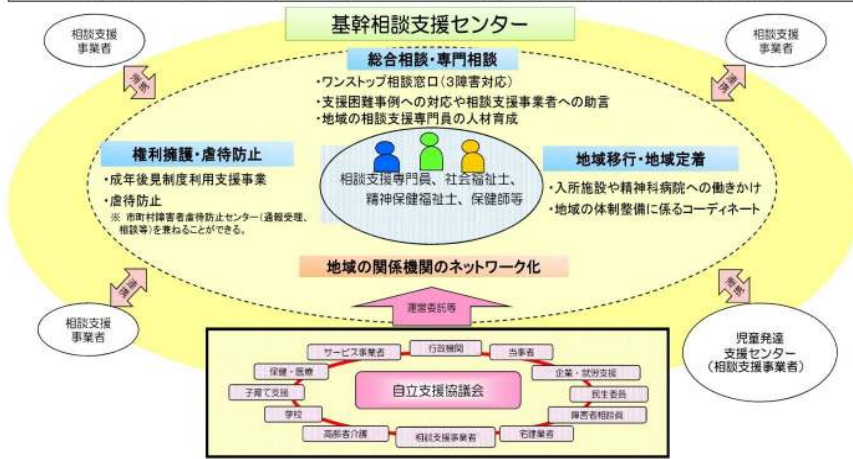 基幹相談支援センター
相談支援
事業者
相談支援
事業者
連携
連携
総合相談・専門相談
・ワンストップ相談窓口（3障害対応）
・支援困難事例への対応や相談支援事業者への助言
・地域の相談支援専門員の人材育成
権利擁護・虐待防止
・成年後見制度利用支援事業
・虐待防止
※ 市町村障害者虐待防止センター（通報受理、
相談等）を兼ねることができる。
相談支援専門員、社会福祉士、
精神保健福祉士、保健師等
地域移行・地域定着
・入所施設や精神科病院への働きかけ
・地域の体制整備に係るコーディネート
地域の関係機関のネットワーク化
連携
連携
相談支援
事業者
運営委託等
児童発達
支援センター
（相談支援事業者）
サービス事業者
行政機関
当事者
保健・医療
企業・就労支援
子育て支援
自立支援協議会
民生委員
学校
障害者相談員
高齢者介護
相談支援事業者
宅建業者